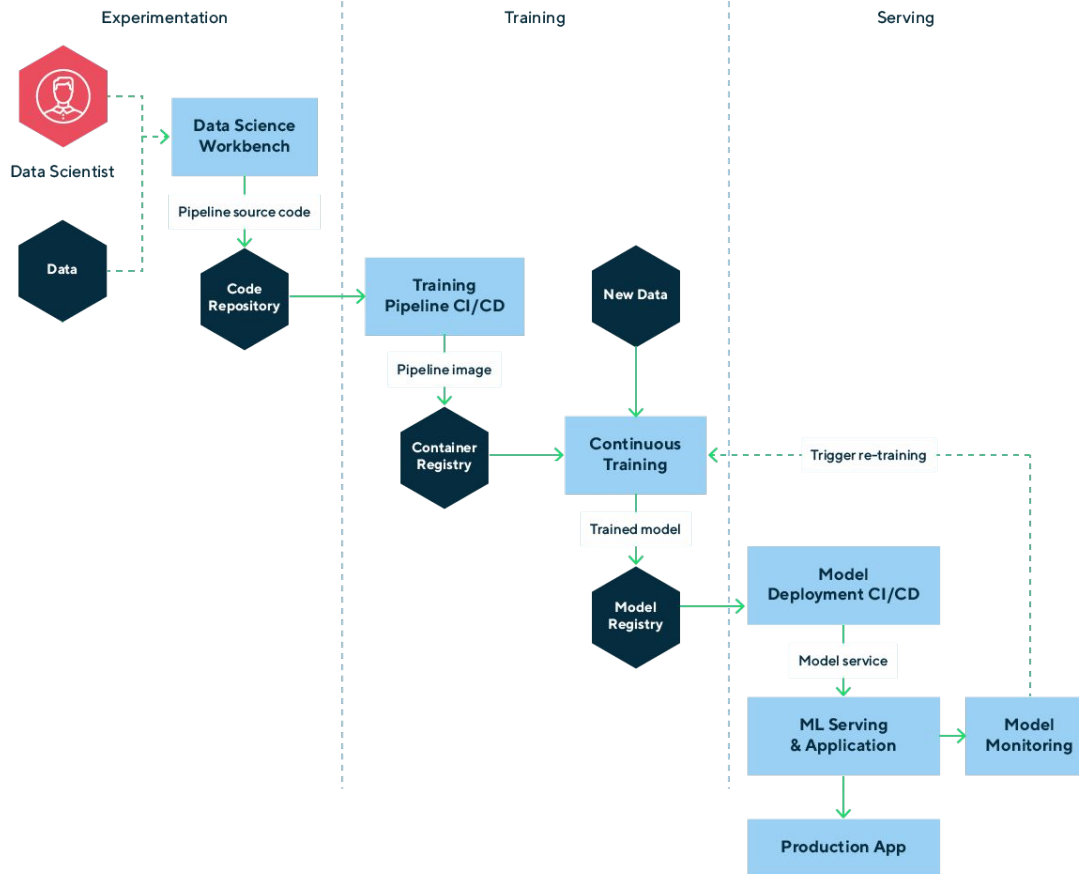 Experimentation
Training
Serving
Data Scientist
Data Science
Workbench
Pipeline source code
Data
Code
Repository
Training
Pipeline CI/CD
New Data
Pipeline image
Container
Registry
Continuous
Training
Trigger re-training
Trained model
Model
Registry
Model
Deployment CI/CD
Model service
ML Serving
& Application
Model
Monitoring
Production App